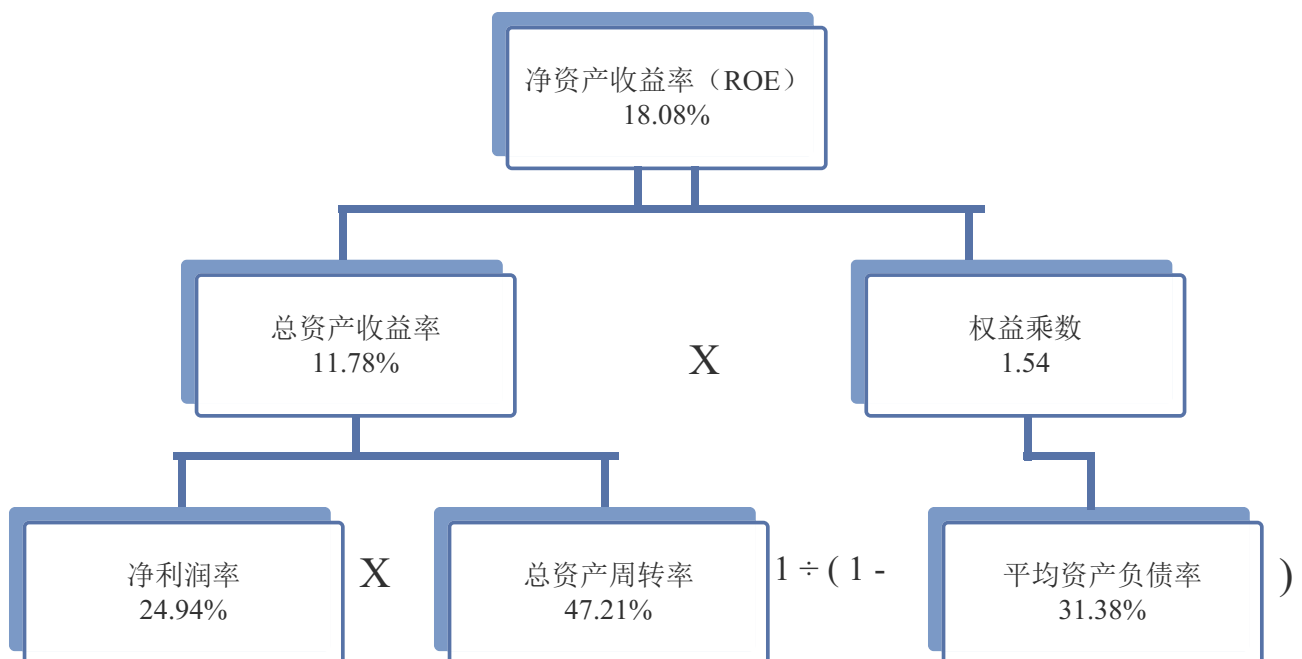 净资产收益率（ROE）
18.08%
总资产收益率
11.78%
X
权益乘数
1.54
净利润率
24.94%
X
总资产周转率
47.21%
1 ÷ ( 1 -
平均资产负债率
31.38%
)